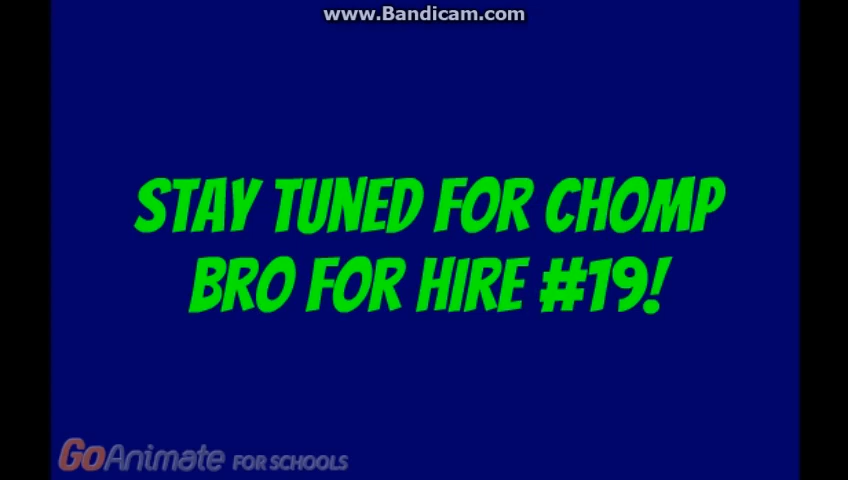 www.Bandicam.com
STAY TUNED FOR CHOMP
BRO FOR HIRE #19!
GoAnimate FOR SCHOOLS